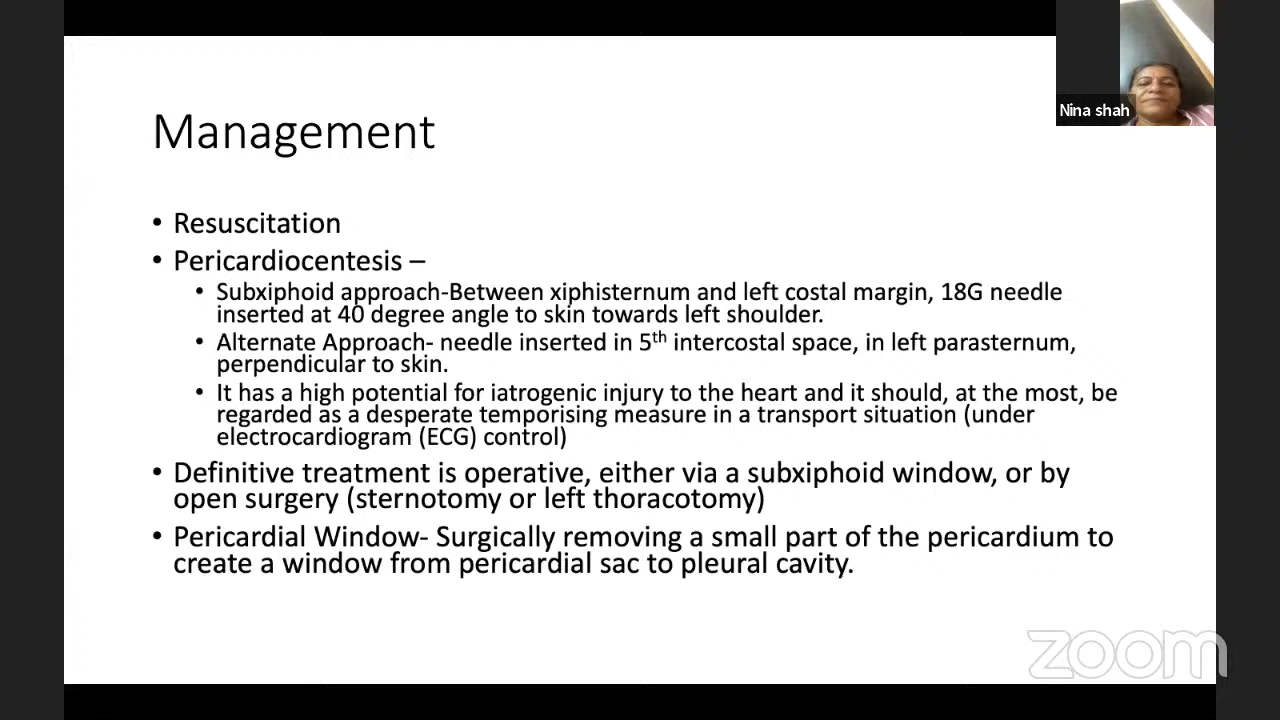 Nina shah
Management
• Resuscitation
• Pericardiocentesis –
• Subxiphoid approach-Between xiphisternum and left costal margin, 18G needle
inserted at 40 degree angle to skin towards left shoulder.
• Alternate Approach- needle inserted in 5th intercostal space, in left parasternum,
perpendicular to skin.
• It has a high potential for iatrogenic injury to the heart and it should, at the most, be
regarded as a desperate temporising measure in a transport situation (under
electrocardiogram (ECG) control)
• Definitive treatment is operative, either via a subxiphoid window, or by
open surgery (sternotomy or left thoracotomy)
• Pericardial Window- Surgically removing a small part of the pericardium to
create a window from pericardial sac to pleural cavity.
zoom